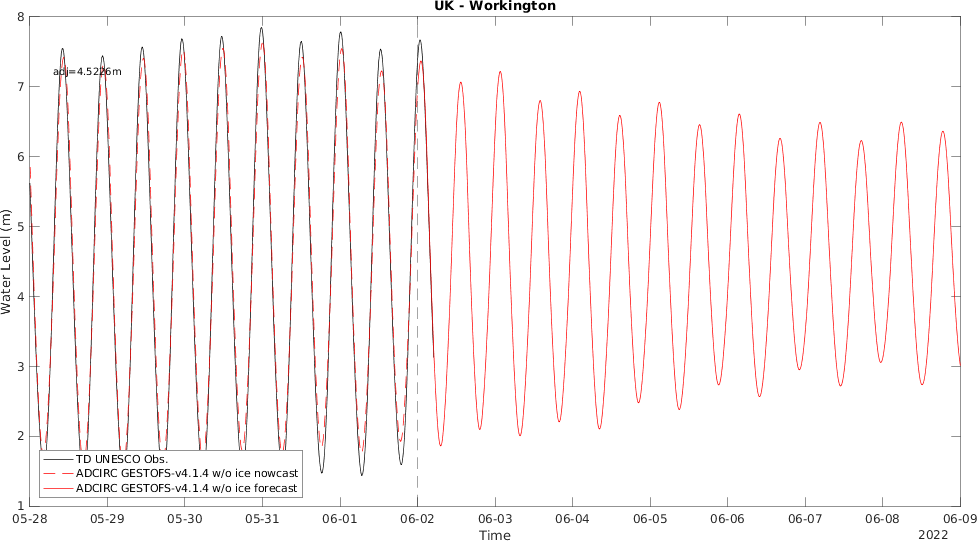 UK - Workington
8
adj=4.5226m
7
6
5
4
3
2
1
Water Level (m)
TD UNESCO Obs.
ADCIRC GESTOFS-v4.1.4 w/o ice nowcast
ADCIRC GESTOFS-v4.1.4 w/o ice forecast
05-28 05-29 05-30 05-31 06-01 06-02 06-03 06-04 06-05 06-06 06-07 06-08 06-09
Time
2022